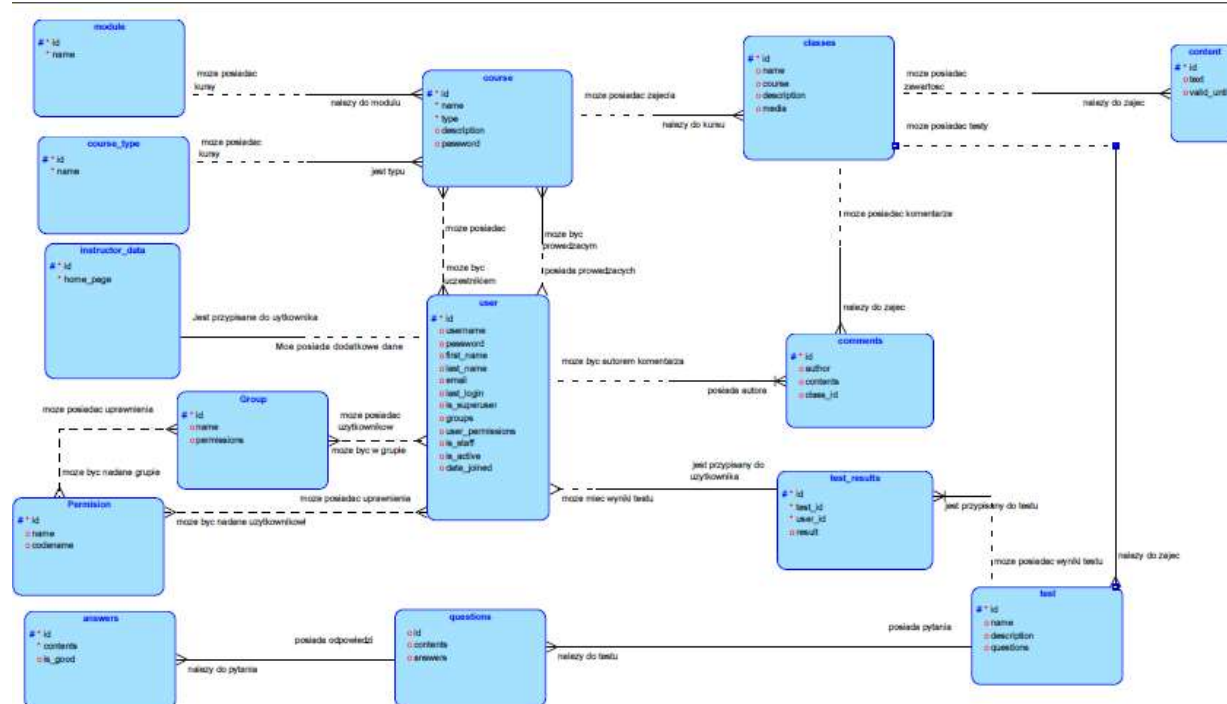 module
# * id
* name
moze posiadac
kursy
nalezy do modulu
course
# * id
* name
* type
o description
o password
moze posiadac zajecia
nalezy do kursu
classes
# * id
o name
o course
o description
o media
moze posiadac
zawartosc
nalezy do zajec
content
# * id
o text
o valid_unti
moze posiadac testy
course_type
# * id
* name
moze posiadac
kursy
jest typu
instructor_data
# * id
* home_page
Jest przypisane do uytkownika
Moe posiada dodatkowe dane
moze posiadac
moze byc
uczestnikiem
moze byc
prowadzacym
posiada prowadzacych
user
# * id
o username
o password
o first_name
o last_name
o email
o last_login
o is_superuser
o groups
o user_permissions
o is_staff
o is_active
o date_joined
moze posiadac komentarze
nalezy do zajec
comments
# * id
o author
o contents
o class_id
moze byc autorem komentarza
posiada autora
Group
# * id
o name
o permissions
moze posiadac uprawnienia
moze byc nadane grupie
moze posiadac
uzytkownikow
moze byc w grupie
Permision
# * id
o name
o codename
moze posiadac uprawnienia
moze byc nadane uzytkownikowi
jest przypisany do
uzytkownika
moze miec wyniki testu
test_results
# * id
* test_id
* user_id
o result
jest przypisany do testu
moze posiadac wyniki testu
nalezy do zajec
test
# * id
o name
o description
o questions
posiada pytania
nalezy do testu
questions
o id
o contents
o answers
posiada odpowiedzi
nalezy do pytania
answers
# * id
* contents
o is_good